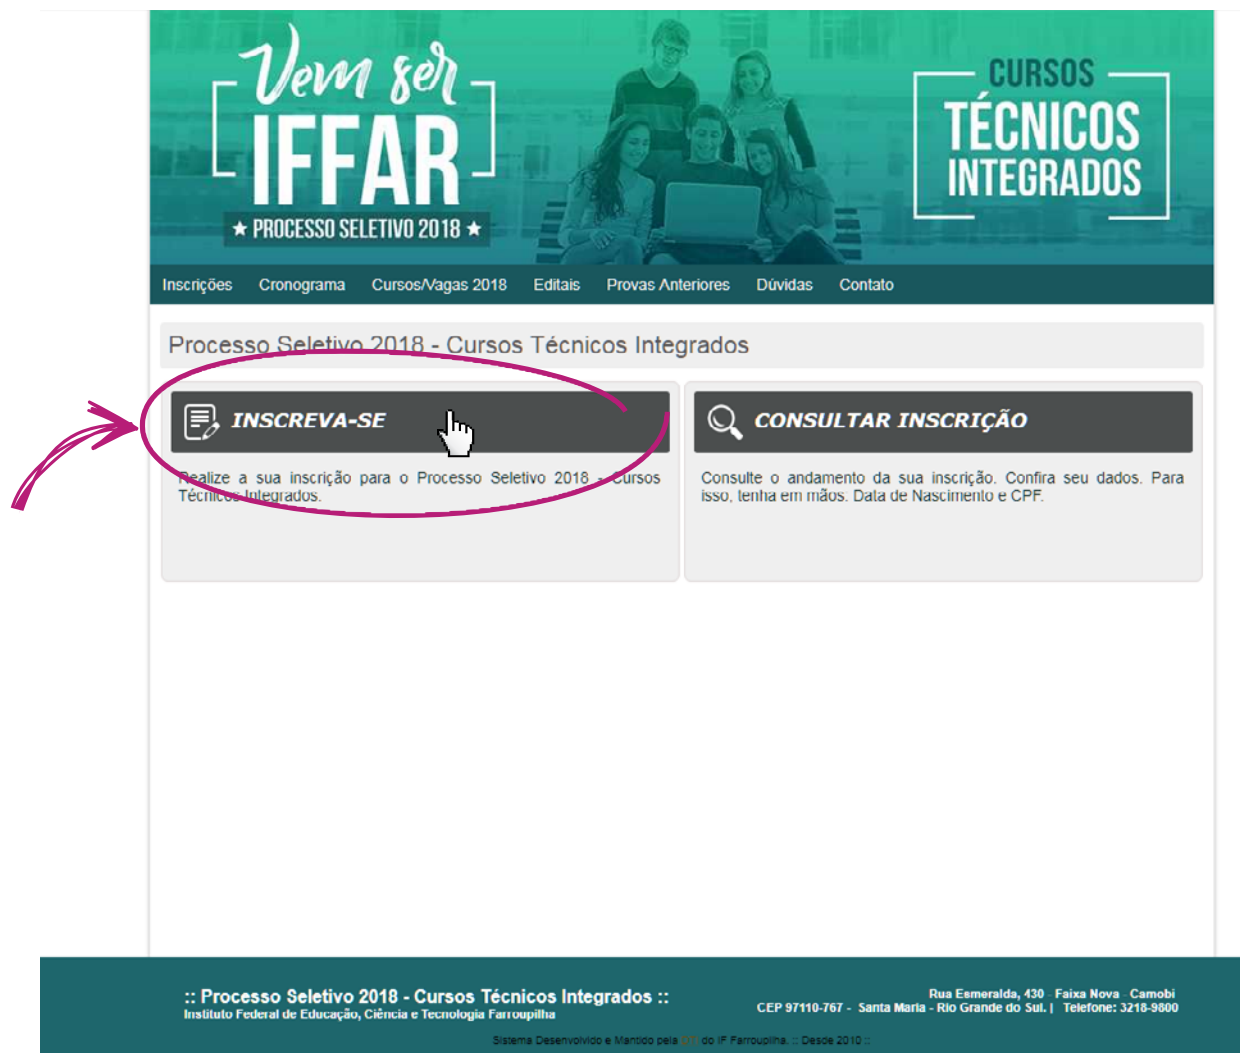 Vem ser
IFFAR
★ PROCESSO SELETIVO 2018 ★
CURSOS
TÉCNICOS
INTEGRADOS
Inscrições Cronograma Cursos/Vagas 2018 Editais Provas Anteriores Dúvidas Contato
Processo Seletivo 2018 - Cursos Técnicos Integrados
INSCREVA-SE
Realize a sua inscrição para o Processo Seletivo 2018 - Cursos
Técnicos Integrados.
CONSULTAR INSCRIÇÃO
Consulte o andamento da sua inscrição. Confira seu dados. Para
isso, tenha em mãos: Data de Nascimento e CPF.
:: Processo Seletivo 2018 - Cursos Técnicos Integrados ::
Instituto Federal de Educação, Ciência e Tecnologia Farroupilha
Rua Esmeralda, 430 - Faixa Nova - Camobi
CEP 97110-767 - Santa Maria - Rio Grande do Sul. | Telefone: 3218-9800
Sistema Desenvolvido e Mantido pela do IF Farroupilha. :: Desde 2010 ::